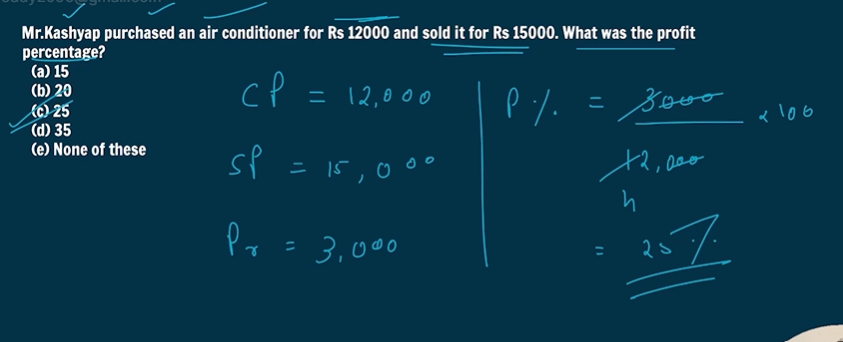 Mr.Kashyap purchased an air conditioner for Rs 12000 and sold it for Rs 15000. What was the profit
percentage?
(a) 15
(b) 20
(c) 25
(d) 35
(e) None of these
CP = 12,000
SP = 15,000
Pr = 3,000
P% = 3000
x 100
12,000
4
= 25%